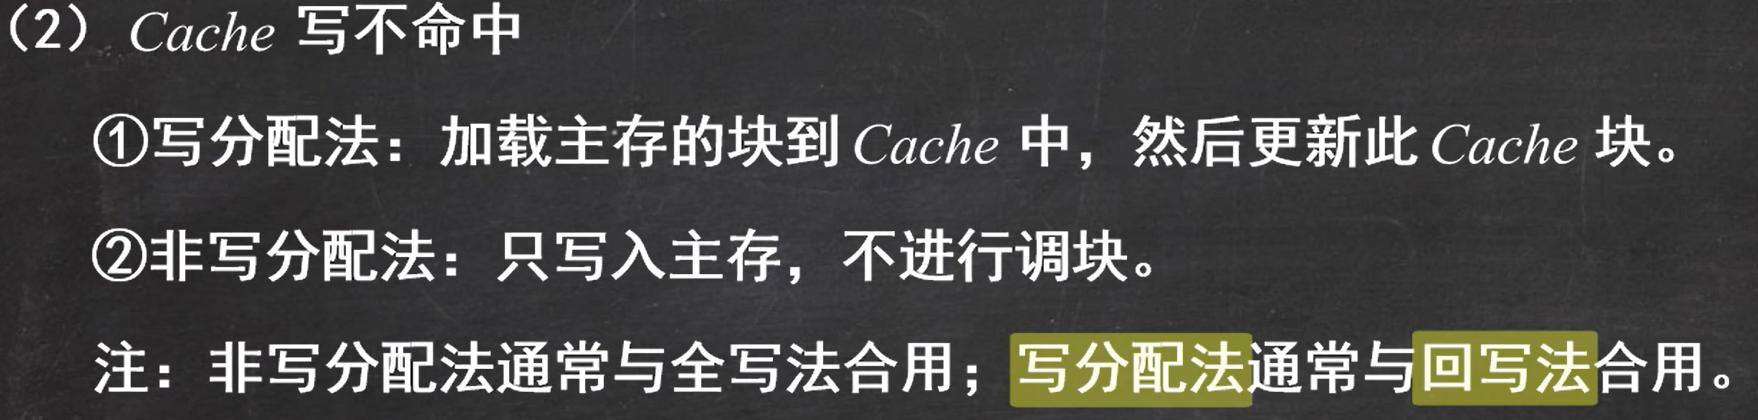 （2） Cache 写不命中
①写分配法：加载主存的块到 Cache 中，然后更新此 Cache 块。
②非写分配法：只写入主存，不进行调块。
注：非写分配法通常与全写法合用；写分配法通常与回写法合用。